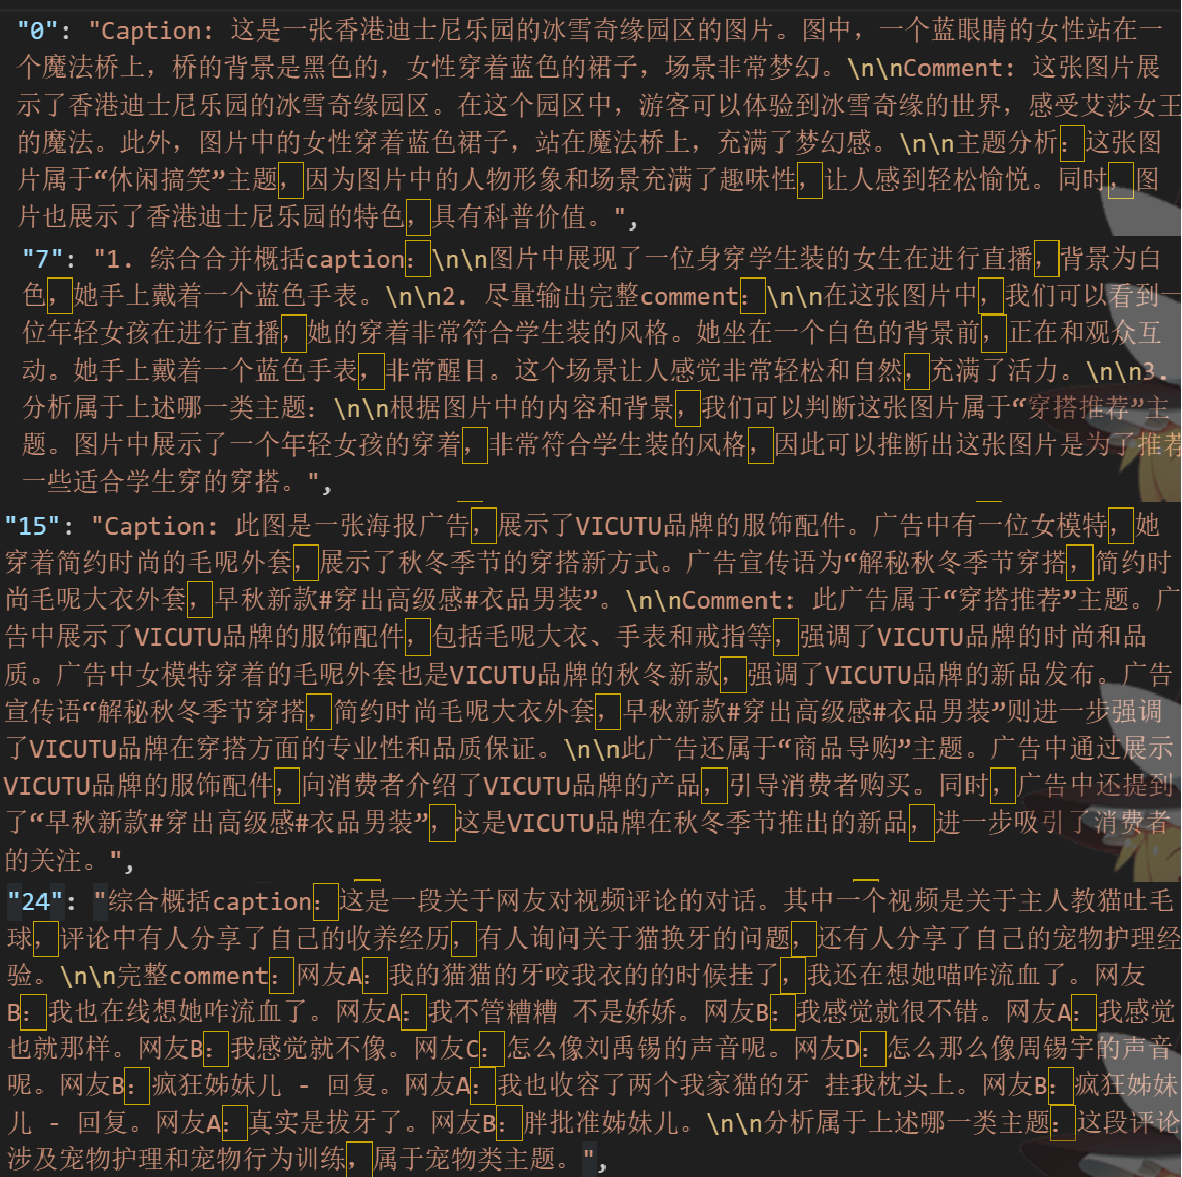 "0": "Caption: 这是一张香港迪士尼乐园的冰雪奇缘园区的图片。图中，一个蓝眼睛的女性站在一
个魔法桥上，桥的背景是黑色的，女性穿着蓝色的裙子，场景非常梦幻。\n\nComment: 这张图片展
示了香港迪士尼乐园的冰雪奇缘园区。在这个园区中，游客可以体验到冰雪奇缘的世界，感受艾莎女王
的魔法。此外，图片中的女性穿着蓝色裙子，站在魔法桥上，充满了梦幻感。\n\n主题分析：这张图
片属于“休闲搞笑”主题，因为图片中的人物形象和场景充满了趣味性，让人感到轻松愉悦。同时，图
片也展示了香港迪士尼乐园的特色，具有科普价值。",
"7": "1. 综合合并概括caption：\n\n图片中展现了一位身穿学生装的女生在进行直播，背景为白
色，她手上戴着一个蓝色手表。\n\n2. 尽量输出完整comment：\n\n在这张图片中，我们可以看到一
位年轻女孩在进行直播，她的穿着非常符合学生装的风格。她坐在一个白色的背景前，正在和观众互
动。她手上戴着一个蓝色手表，非常醒目。这个场景让人感觉非常轻松和自然，充满了活力。\n\n3.
分析属于上述哪一类主题：\n\n根据图片中的内容和背景，我们可以判断这张图片属于“穿搭推荐”主
题。图片中展示了一个年轻女孩的穿着，非常符合学生装的风格，因此可以推断出这张图片是为了推荐
一些适合学生穿的穿搭。",
"15": "Caption: 此图是一张海报广告，展示了VICUTU品牌的服饰配件。广告中有一位女模特，她
穿着简约时尚的毛呢外套，展示了秋冬季节的穿搭新方式。广告宣传语为“解秘秋冬季节穿搭，简约时
尚毛呢大衣外套，早秋新款#穿出高级感#衣品男装”。\n\nComment: 此广告属于“穿搭推荐”主题。广
告中展示了VICUTU品牌的服饰配件，包括毛呢大衣、手表和戒指等，强调了VICUTU品牌的时尚和品
质。广告中女模特穿着的毛呢外套也是VICUTU品牌的秋冬新款，强调了VICUTU品牌的新品发布。广告
宣传语“解秘秋冬季节穿搭，简约时尚毛呢大衣外套，早秋新款#穿出高级感#衣品男装”则进一步强调
了VICUTU品牌在穿搭方面的专业性和品质保证。\n\n此广告还属于“商品导购”主题。广告中通过展示
VICUTU品牌的服饰配件，向消费者介绍了VICUTU品牌的产品，引导消费者购买。同时，广告中还提到
了“早秋新款#穿出高级感#衣品男装”，这是VICUTU品牌在秋冬季节推出的新品，进一步吸引了消费者
的关注。",
"24": "综合概括caption：这是一段关于网友对视频评论的对话。其中一个视频是关于主人教猫吐毛
球，评论中有人分享了自己的收养经历，有人询问关于猫换牙的问题，还有人分享了自己的宠物护理经
验。\n\n完整comment：网友A：我的猫猫的牙咬我衣的的时候挂了，我还在想她喵咋流血了。网友
B：我也在线想她咋流血了。网友A：我不管糟糟 不是娇娇。网友B：我感觉就很不错。网友A：我感觉
也就那样。网友B：我感觉就不像。网友C：怎么像刘禹锡的声音呢。网友D：怎么那么像周锡宇的声音
呢。网友B：疯狂姊妹儿 - 回复。网友A：我也收容了两个我家猫的牙 挂我枕头上。网友B：疯狂姊妹
儿 - 回复。网友A：真实是拔牙了。网友B：胖批准姊妹儿。\n\n分析属于上述哪一类主题：这段评论
涉及宠物护理和宠物行为训练，属于宠物类主题。",